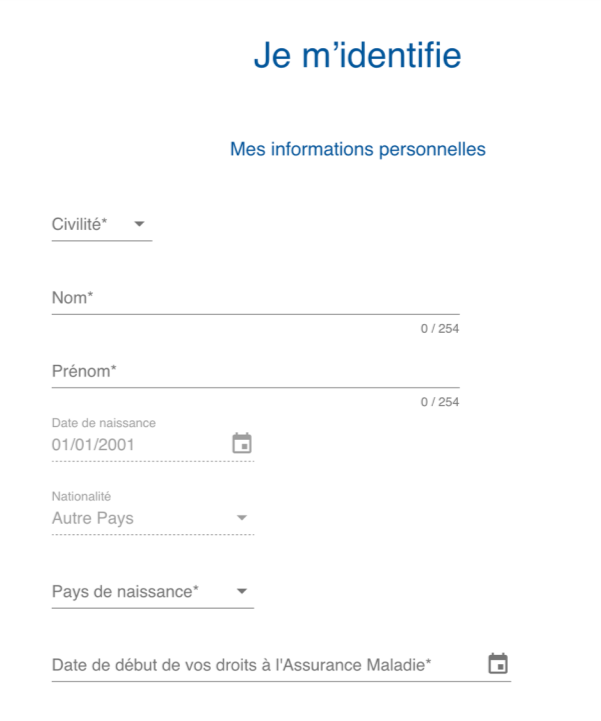 Je m’identifie
Mes informations personnelles
Civilité*
Nom*
0 / 254
Prénom*
0 / 254
Date de naissance
01/01/2001
Nationalité
Autre Pays
Pays de naissance*
Date de début de vos droits à l'Assurance Maladie*